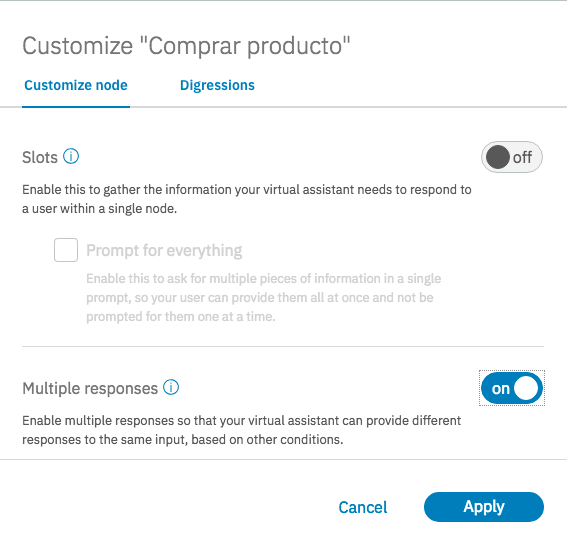 Customize "Comprar producto"
Customize node
Digressions
Slots
off
Enable this to gather the information your virtual assistant needs to respond to
a user within a single node.
Prompt for everything
Enable this to ask for multiple pieces of information in a single
prompt, so your user can provide them all at once and not be
prompted for them one at a time.
Multiple responses
on
Enable multiple responses so that your virtual assistant can provide different
responses to the same input, based on other conditions.
Cancel
Apply